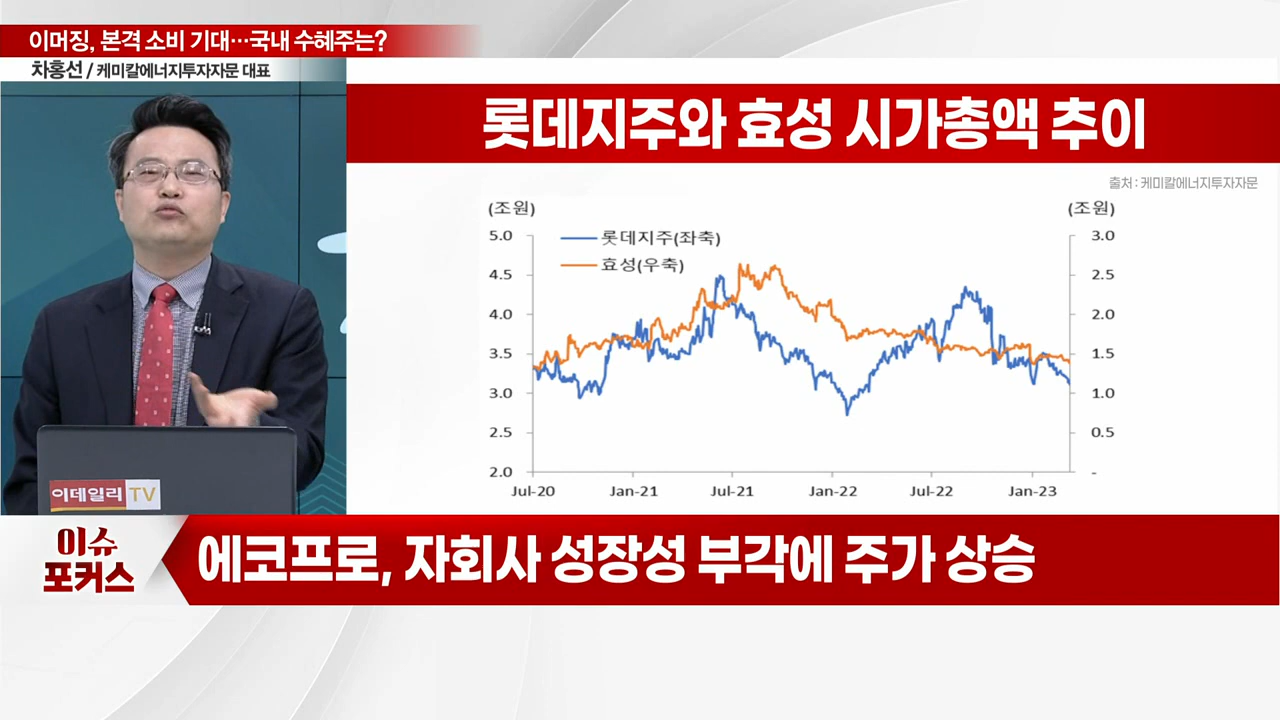 이머징, 본격 소비 기대…국내 수혜주는?
차홍선 / 케미칼에너지투자자문 대표
롯데지주와 효성 시가총액 추이
출처 : 케미칼에너지투자자문
(조원)
(조원)
롯데지주(좌축)
효성(우축)
5.0
4.5
4.0
3.5
3.0
2.5
2.0
3.0
2.5
2.0
1.5
1.0
0.5
-
Jul-20 Jan-21 Jul-21 Jan-22 Jul-22 Jan-23
이데일리 TV
이슈
포커스
에코프로, 자회사 성장성 부각에 주가 상승